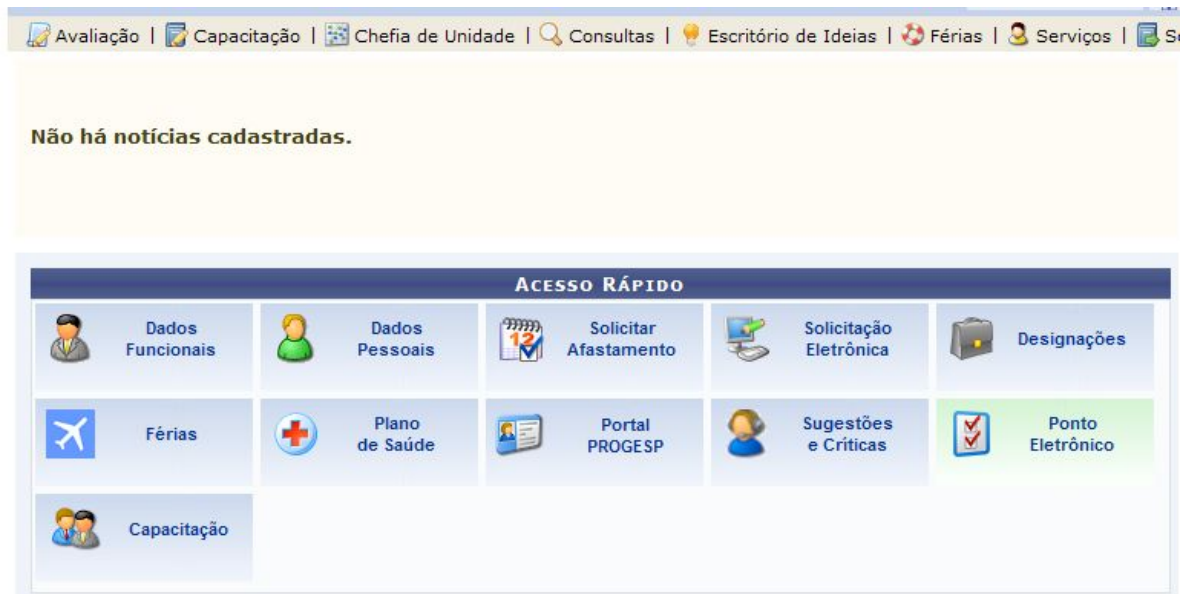 Avaliação | Capacitação | Chefia de Unidade | Consultas | Escritório de Ideias | Férias | Serviços |
Não há notícias cadastradas.
ACESSO RÁPIDO
Dados
Funcionais
Dados
Pessoais
12
Solicitar
Afastamento
Solicitação
Eletrônica
Designações
Férias
Plano
de Saúde
Portal
PROGESP
Sugestões
e Críticas
Ponto
Eletrônico
Capacitação